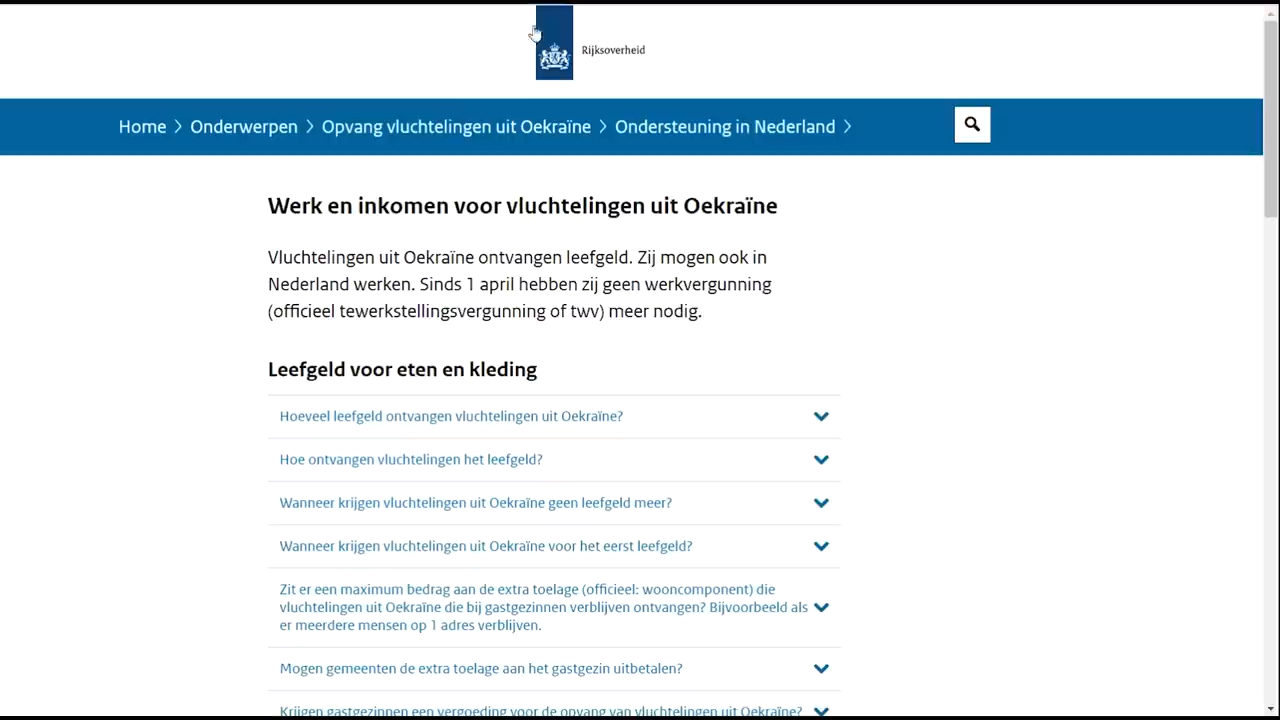 Rijksoverheid
Home > Onderwerpen > Opvang vluchtelingen uit Oekraïne > Ondersteuning in Nederland >
Werk en inkomen voor vluchtelingen uit Oekraïne
Vluchtelingen uit Oekraïne ontvangen leefgeld. Zij mogen ook in
Nederland werken. Sinds 1 april hebben zij geen werkvergunning
(officieel tewerkstellingsvergunning of twv) meer nodig.
Leefgeld voor eten en kleding
Hoeveel leefgeld ontvangen vluchtelingen uit Oekraïne?
Hoe ontvangen vluchtelingen het leefgeld?
Wanneer krijgen vluchtelingen uit Oekraïne geen leefgeld meer?
Wanneer krijgen vluchtelingen uit Oekraïne voor het eerst leefgeld?
Zit er een maximum bedrag aan de extra toelage (officieel: wooncomponent) die
vluchtelingen uit Oekraïne die bij gastgezinnen verblijven ontvangen? Bijvoorbeeld als
er meerdere mensen op 1 adres verblijven.
Mogen gemeenten de extra toelage aan het gastgezin uitbetalen?
Krijgen gastgezinnen een vergoeding voor de opvang van vluchtelingen uit Oekraïne?